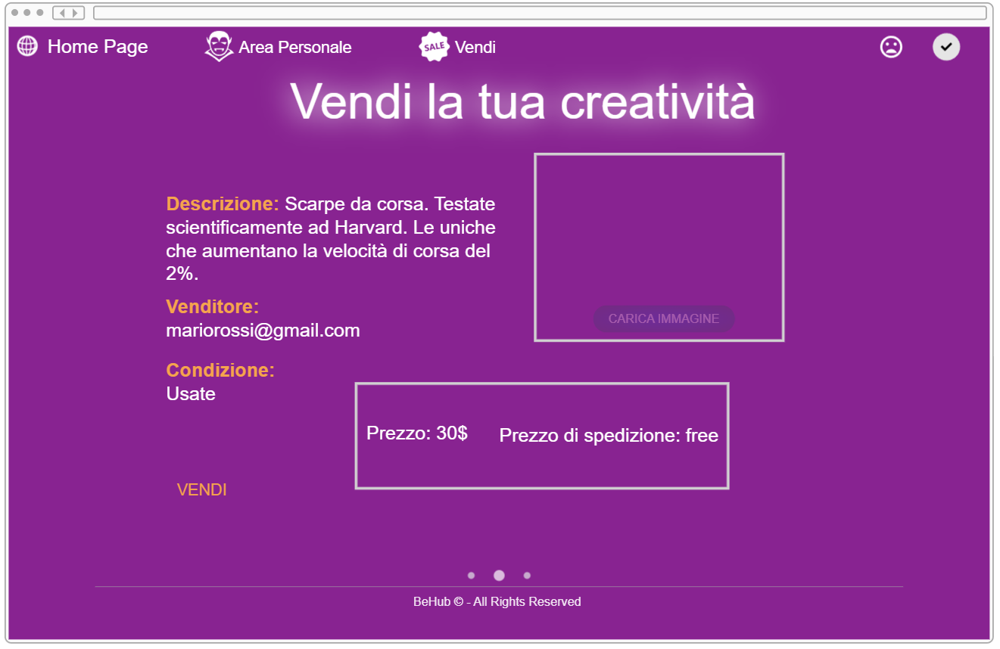 Home Page
Area Personale
SALE
Vendi
Vendi la tua creatività
Descrizione: Scarpe da corsa. Testate
scientificamente ad Harvard. Le uniche
che aumentano la velocità di corsa del
2%.
Venditore:
mariorossi@gmail.com
CARICA IMMAGINE
Condizione:
Usate
Prezzo: 30$
Prezzo di spedizione: free
VENDI
BeHub © - All Rights Reserved